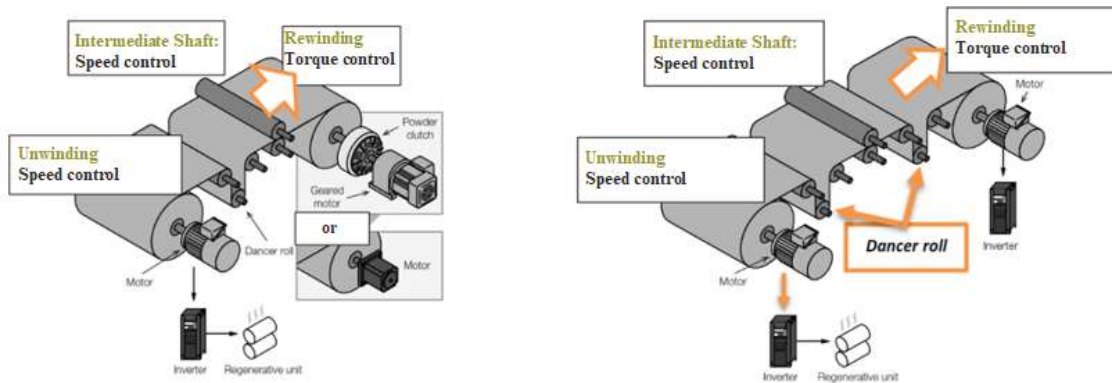 Intermediate Shaft:
Speed control
Rewinding
Torque control
Powder
clutch
Unwinding
Speed control
Geared
motor
or
Dancer roll
Motor
Motor
Inverter
Regenerative unit
Intermediate Shaft:
Speed control
Rewinding
Torque control
Motor
Unwinding
Speed control
Dancer roll
Inverter
Motor
Inverter
Regenerative unit